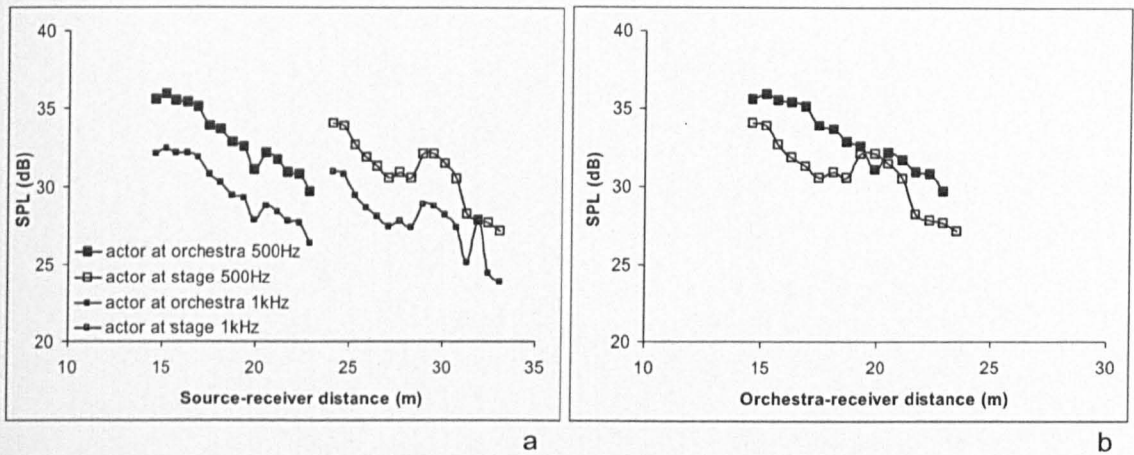 40
35
30
25
20
SPL (dB)
actor at orchestra 500Hz
actor at stage 500Hz
actor at orchestra 1kHz
actor at stage 1kHz
10 15 20 25 30 35
Source-receiver distance (m)
a
40
35
30
25
20
SPL (dB)
10 15 20 25 30
Orchestra-receiver distance (m)
b